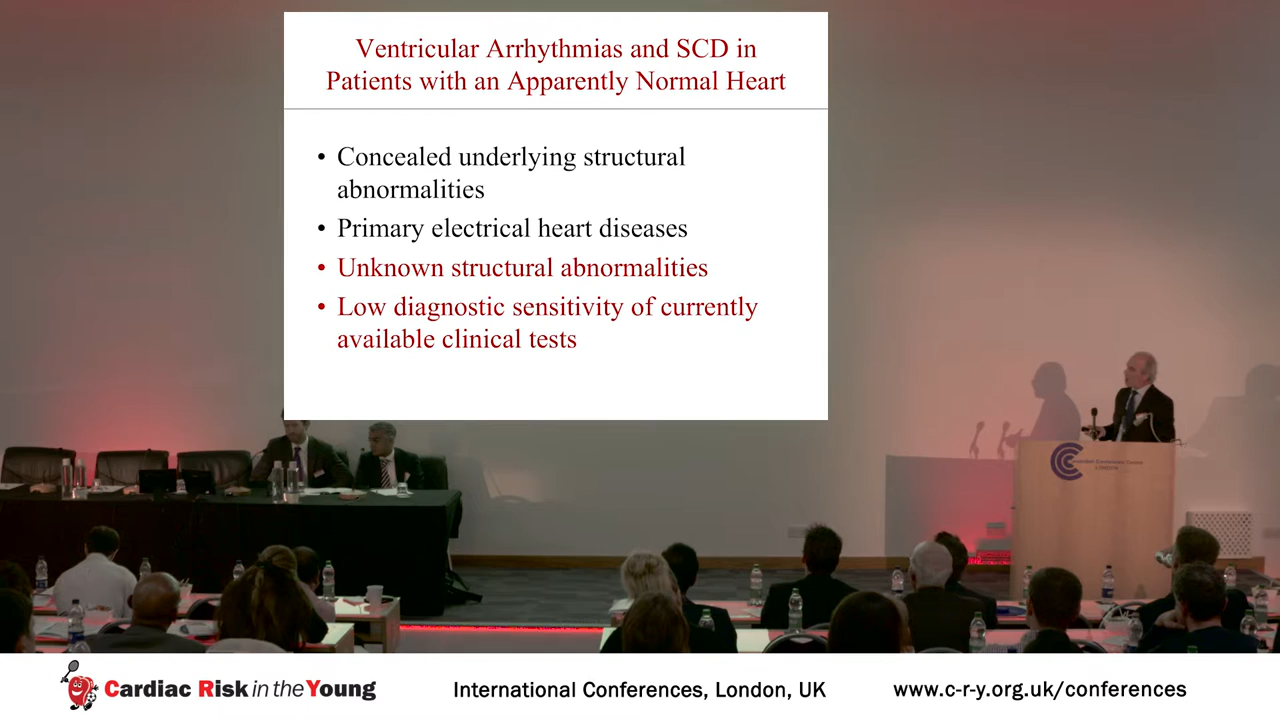 Ventricular Arrhythmias and SCD in
Patients with an Apparently Normal Heart
• Concealed underlying structural
abnormalities
• Primary electrical heart diseases
• Unknown structural abnormalities
• Low diagnostic sensitivity of currently
available clinical tests
LONDON
Cardiac Risk in the Young
International Conferences, London, UK
www.c-r-y.org.uk/conferences